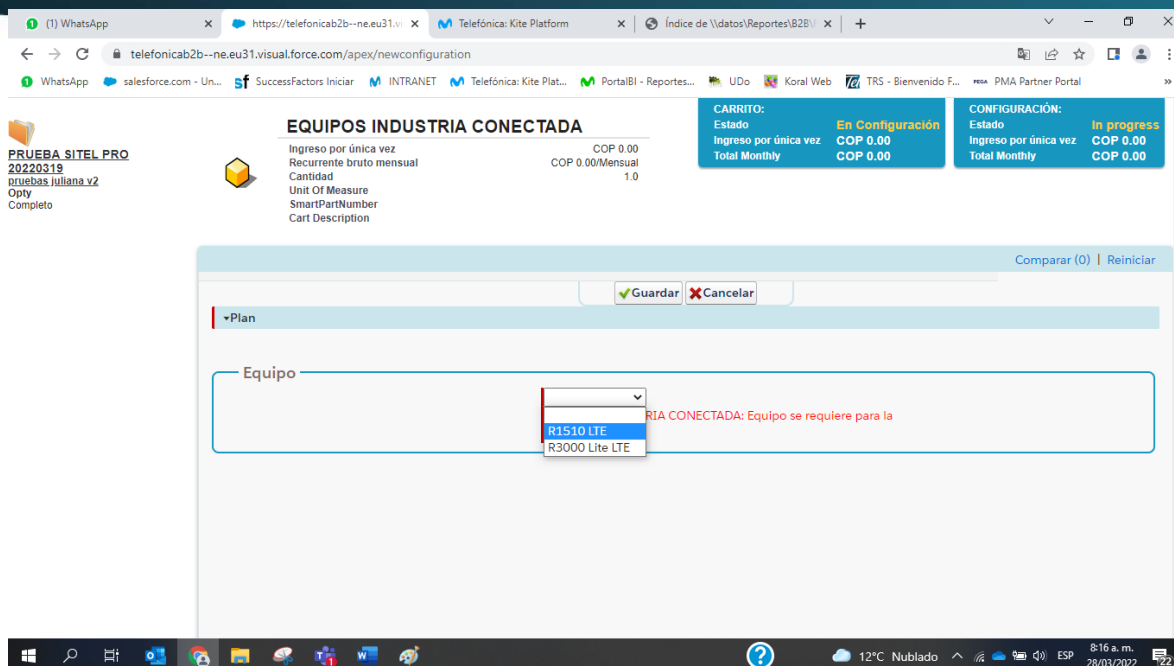 (1) WhatsApp
https://telefonicab2b--ne.eu31.vi
Telefónica: Kite Platform
Índice de \\datos\Reportes\B2B\
telefonicab2b--ne.eu31.visual.force.com/apex/newconfiguration
WhatsApp
salesforce.com - Un...
SuccessFactors Iniciar
INTRANET
Telefónica: Kite Plat...
PortalBI - Reportes...
UDo
Koral Web
TRS - Bienvenido F...
PMA Partner Portal
»
PRUEBA SITEL PRO
20220319
pruebas juliana v2
Opty
Completo
EQUIPOS INDUSTRIA CONECTADA
Ingreso por única vez COP 0.00
Recurrente bruto mensual COP 0.00/Mensual
Cantidad 1.0
Unit Of Measure
SmartPartNumber
Cart Description
CARRITO:
Estado En Configuración
Ingreso por única vez COP 0.00
Total Monthly COP 0.00
CONFIGURACIÓN:
Estado In progress
Ingreso por única vez COP 0.00
Total Monthly COP 0.00
Comparar (0) | Reiniciar
Guardar Cancelar
Plan
Equipo
RIA CONECTADA: Equipo se requiere para la
R1510 LTE
R3000 Lite LTE
12°C Nublado
ESP
8:16 a. m.
28/03/2022